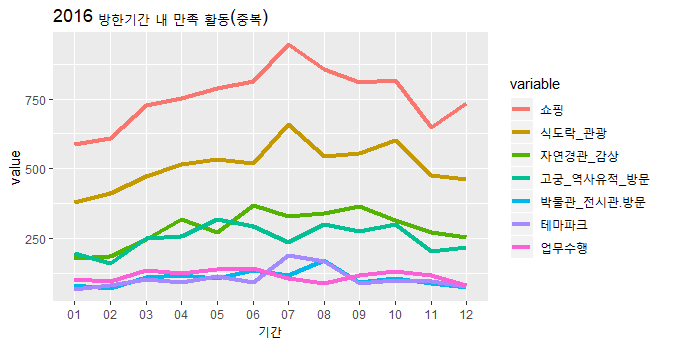 2016 방한기간 내 만족 활동(중복)
value
750
500
250
01 02 03 04 05 06 07 08 09 10 11 12
기간
variable
쇼핑
식도락_관광
자연경관_감상
고궁_역사유적_방문
박물관_전시관.방문
테마파크
업무수행